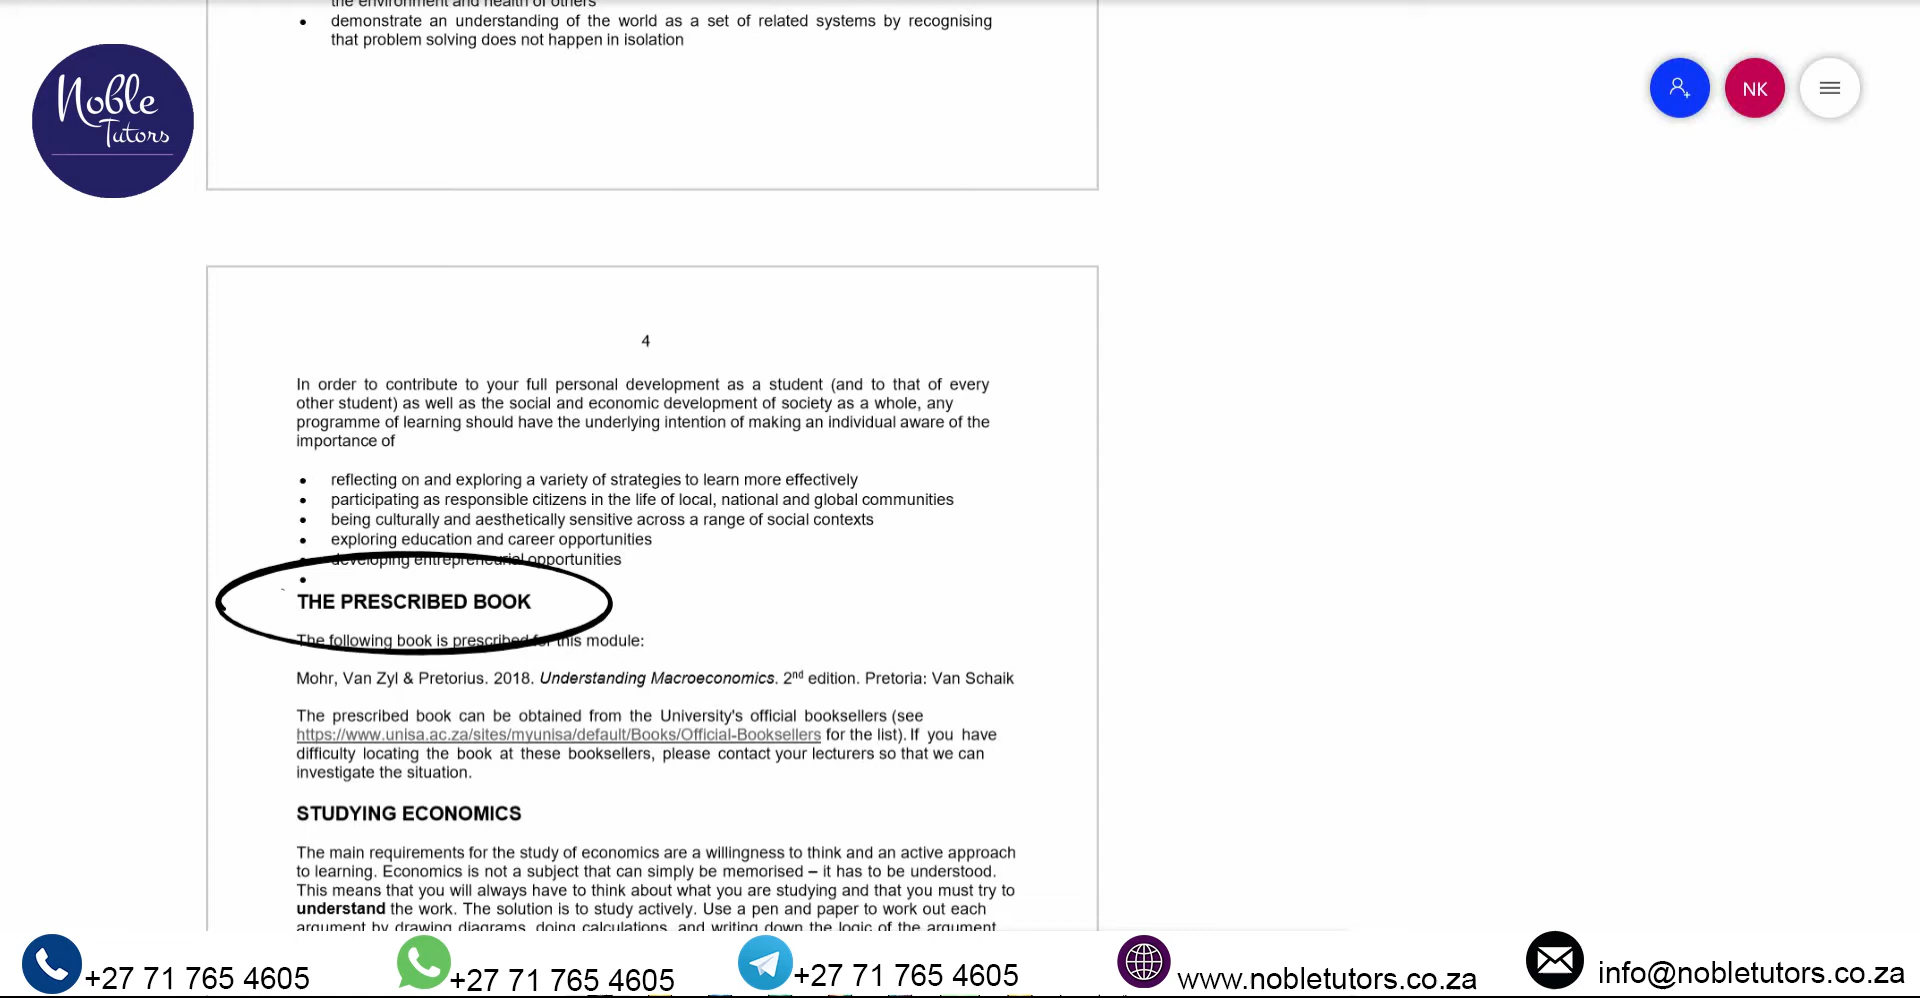 the environment and health of others
• demonstrate an understanding of the world as a set of related systems by recognising
that problem solving does not happen in isolation
Noble
Tutors
NK
4
In order to contribute to your full personal development as a student (and to that of every
other student) as well as the social and economic development of society as a whole, any
programme of learning should have the underlying intention of making an individual aware of the
importance of
• reflecting on and exploring a variety of strategies to learn more effectively
• participating as responsible citizens in the life of local, national and global communities
• being culturally and aesthetically sensitive across a range of social contexts
• exploring education and career opportunities
• developing entrepreneurial opportunities
•
THE PRESCRIBED BOOK
The following book is prescribed for this module:
Mohr, Van Zyl & Pretorius. 2018. Understanding Macroeconomics. 2nd edition. Pretoria: Van Schaik
The prescribed book can be obtained from the University's official booksellers (see
https://www.unisa.ac.za/sites/myunisa/default/Books/Official-Booksellers for the list). If you have
difficulty locating the book at these booksellers, please contact your lecturers so that we can
investigate the situation.
STUDYING ECONOMICS
The main requirements for the study of economics are a willingness to think and an active approach
to learning. Economics is not a subject that can simply be memorised – it has to be understood.
This means that you will always have to think about what you are studying and that you must try to
understand the work. The solution is to study actively. Use a pen and paper to work out each
argument by drawing diagrams, doing calculations, and writing down the logic of the argument
+27 71 765 4605
+27 71 765 4605
+27 71 765 4605
www.nobletutors.co.za
info@nobletutors.co.za